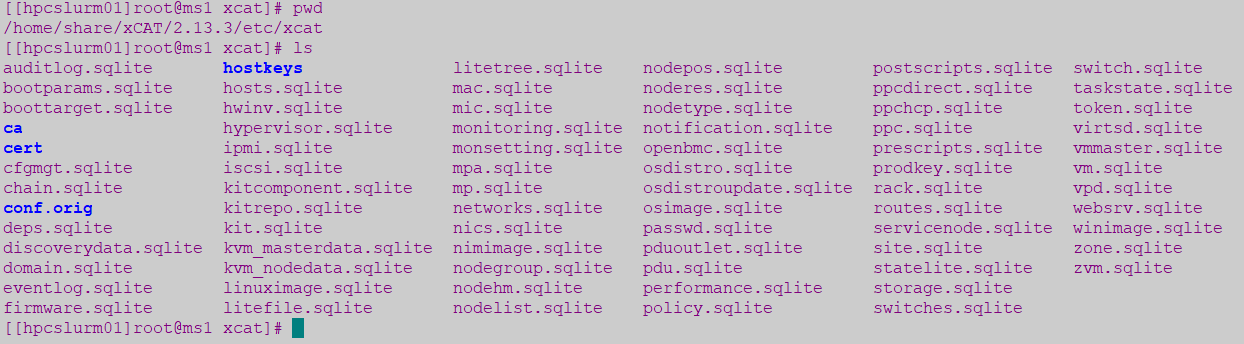 [[hpcslurm01]root@ms1 xcat]# pwd
/home/share/xCAT/2.13.3/etc/xcat
[[hpcslurm01]root@ms1 xcat]# ls
auditlog.sqlite hostkeys litetree.sqlite nodepos.sqlite postscripts.sqlite switch.sqlite
bootparams.sqlite hosts.sqlite mac.sqlite noderes.sqlite ppcdirect.sqlite taskstate.sqlite
boottarget.sqlite hwinv.sqlite mic.sqlite nodetype.sqlite ppchcp.sqlite token.sqlite
ca hypervisor.sqlite monitoring.sqlite notification.sqlite ppc.sqlite virtsd.sqlite
cert ipmi.sqlite monsetting.sqlite openbmc.sqlite prescripts.sqlite vmmaster.sqlite
cfgmgt.sqlite iscsi.sqlite mpa.sqlite osdistro.sqlite prodkey.sqlite vm.sqlite
chain.sqlite kitcomponent.sqlite mp.sqlite osdistroupdate.sqlite rack.sqlite vpd.sqlite
conf.orig kitrepo.sqlite networks.sqlite osimage.sqlite routes.sqlite websrv.sqlite
deps.sqlite kit.sqlite nics.sqlite passwd.sqlite servicenode.sqlite winimage.sqlite
discoverydata.sqlite kvm_masterdata.sqlite nimimage.sqlite pduoutlet.sqlite site.sqlite zone.sqlite
domain.sqlite kvm_nodedata.sqlite nodegroup.sqlite pdu.sqlite statelite.sqlite zvm.sqlite
eventlog.sqlite linuximage.sqlite nodehm.sqlite performance.sqlite storage.sqlite
firmware.sqlite litefile.sqlite nodelist.sqlite policy.sqlite switches.sqlite
[[hpcslurm01]root@ms1 xcat]#